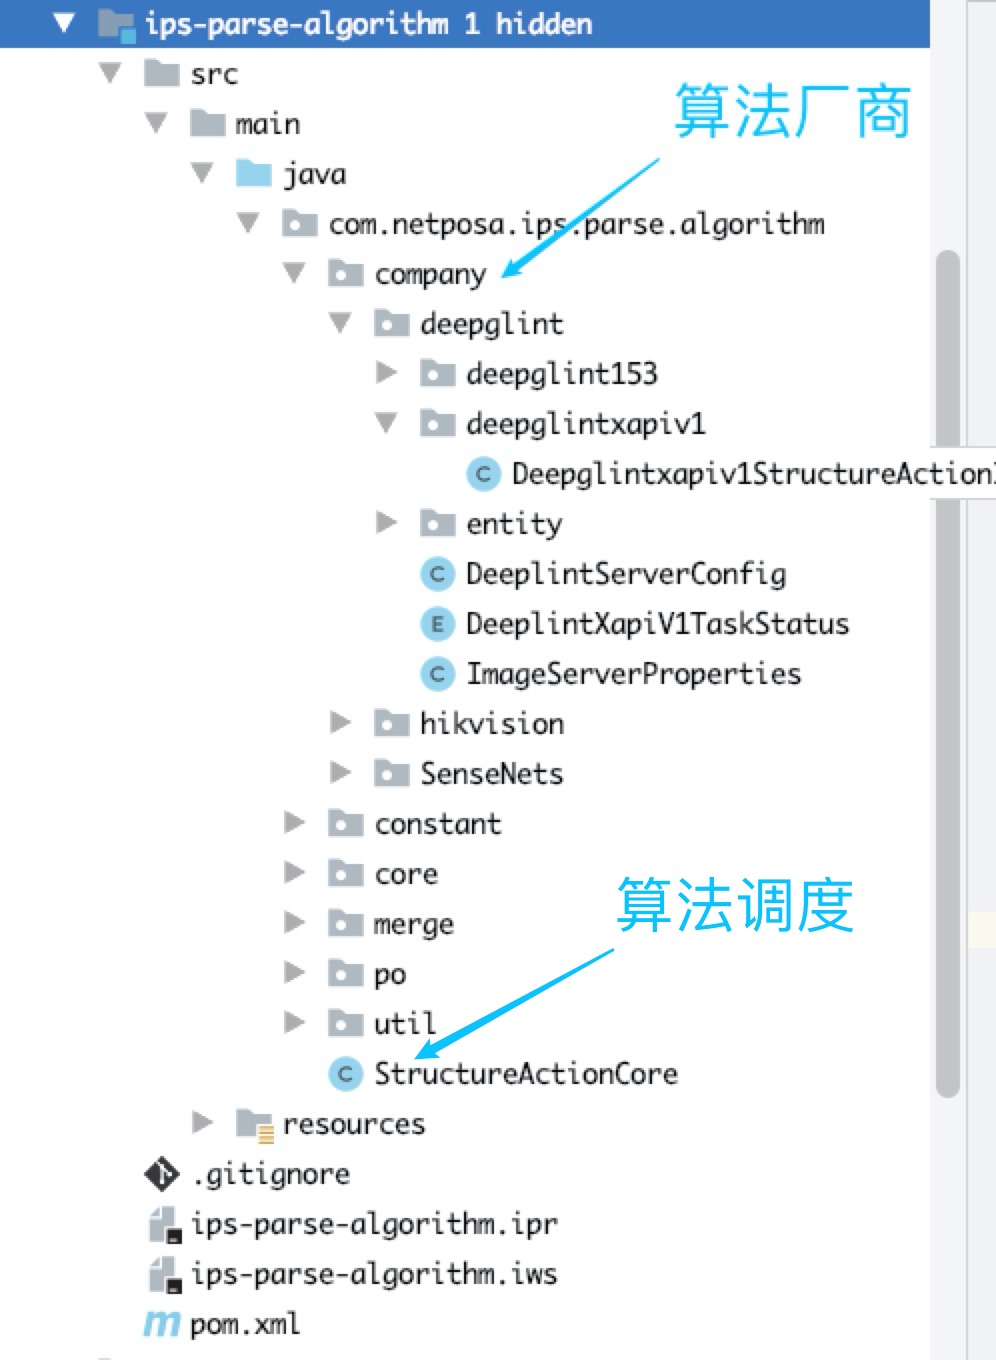 ips-parse-algorithm 1 hidden
src
算法厂商
main
java
com.netposa.ips.parse.algorithm
company
deepglint
deepglint153
deepglintxapiv1
Deepglintxapiv1StructureAction
entity
DeeplintServerConfig
DeeplintXapiV1TaskStatus
ImageServerProperties
hikvision
SenseNets
constant
core
算法调度
merge
po
util
StructureActionCore
resources
.gitignore
ips-parse-algorithm.ipr
ips-parse-algorithm.iws
pom.xml